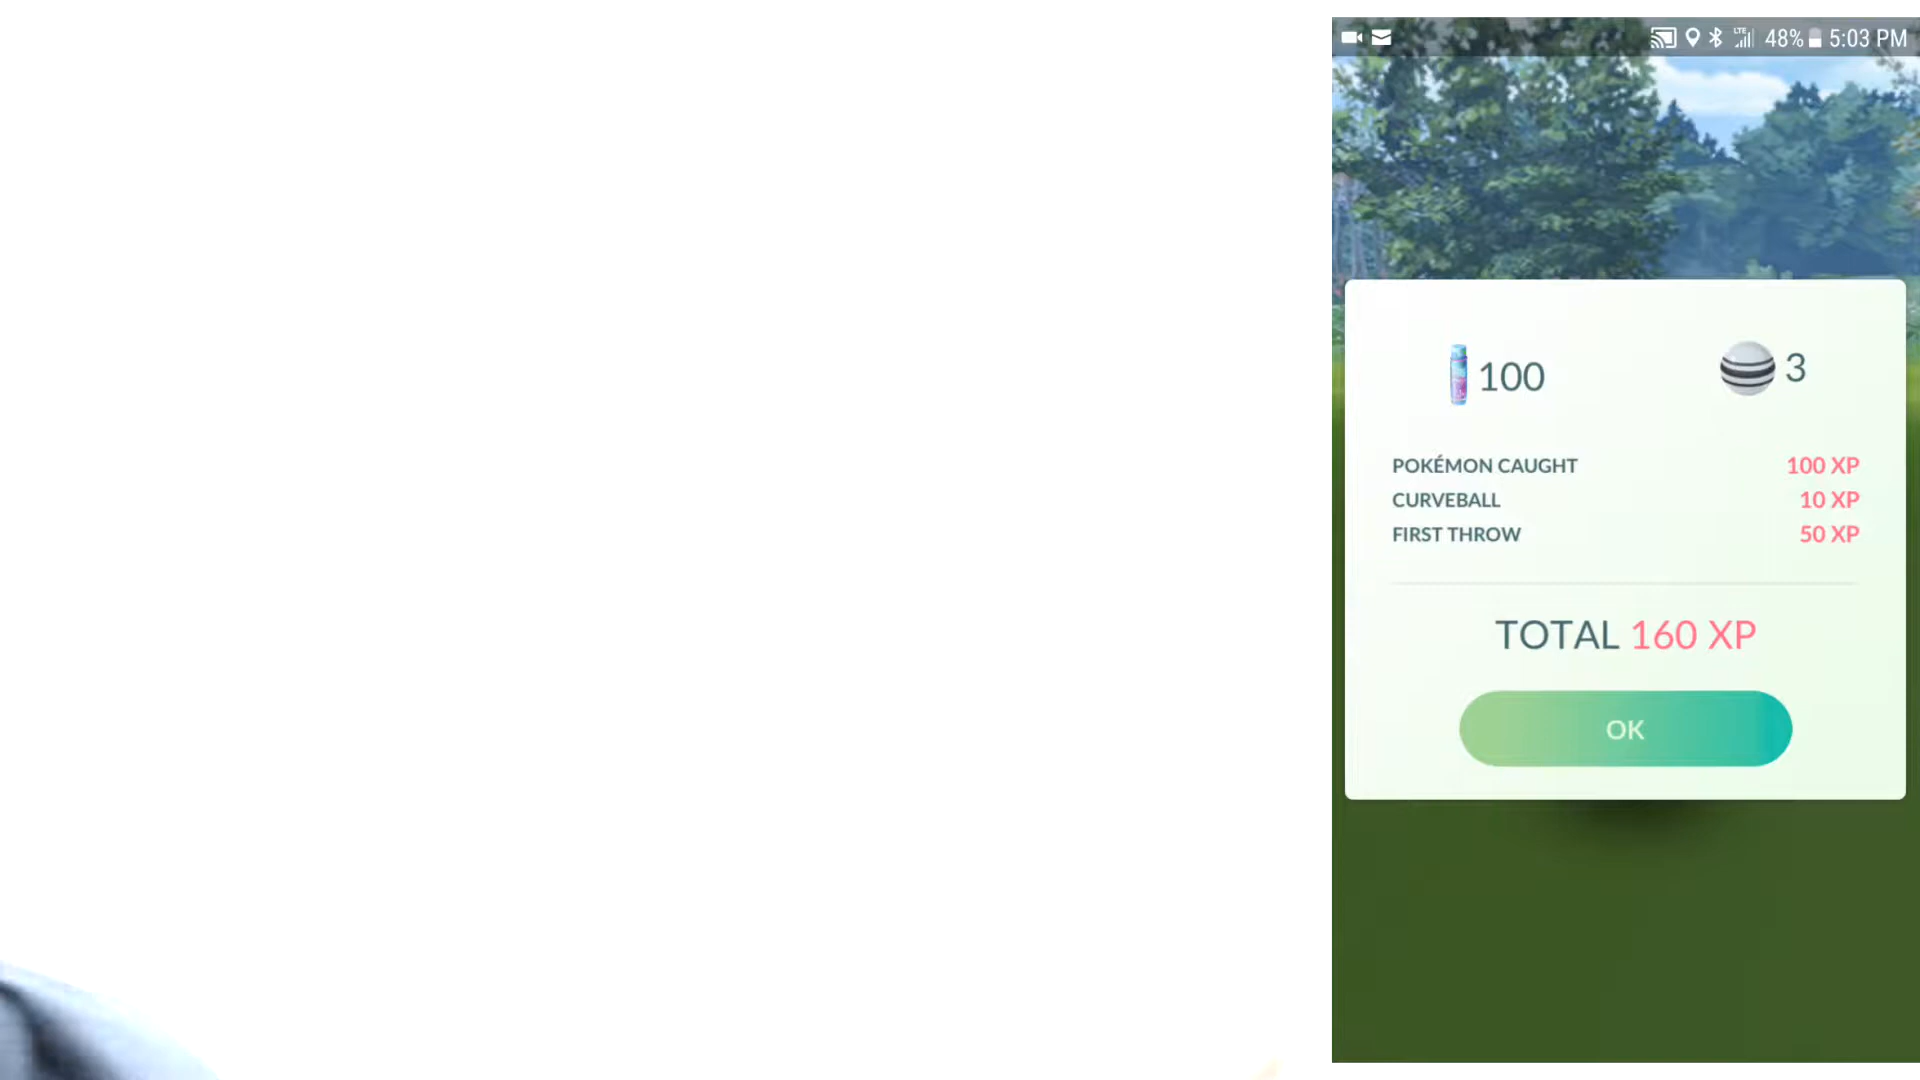 LTE 48% 5:03 PM
100 3
POKÉMON CAUGHT 100 XP
CURVEBALL 10 XP
FIRST THROW 50 XP
TOTAL 160 XP
OK